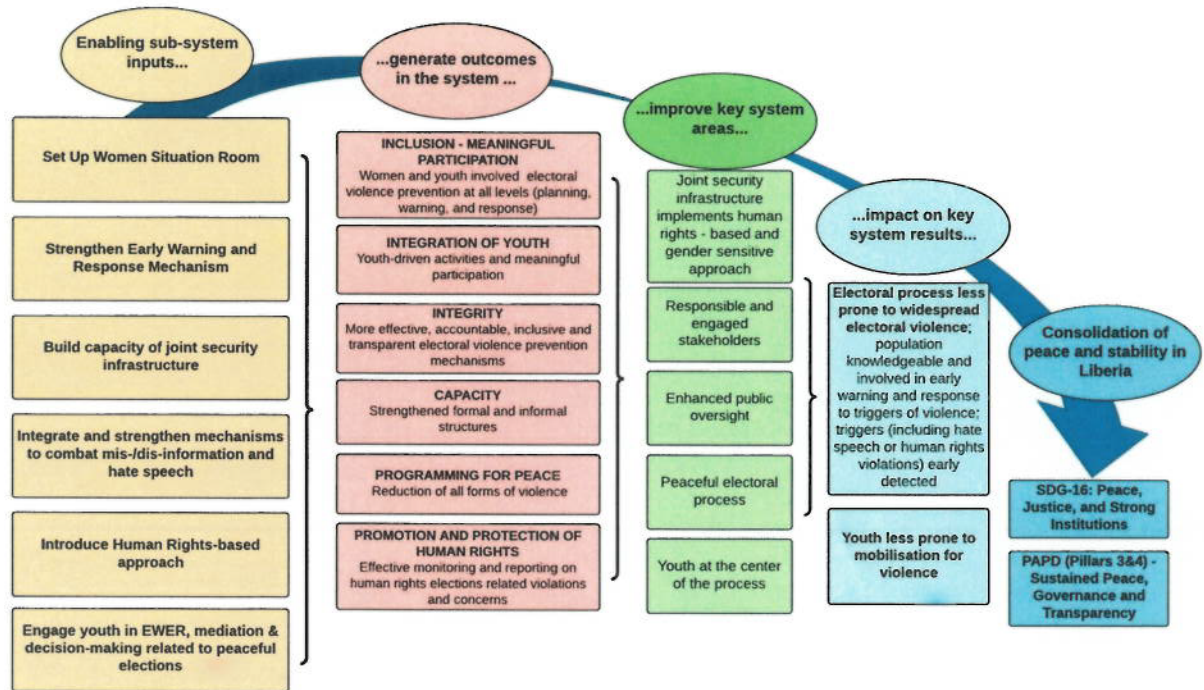 Enabling sub-system
inputs...
Set Up Women Situation Room
Strengthen Early Warning and
Response Mechanism
Build capacity of joint security
infrastructure
Integrate and strengthen mechanisms
to combat mis-/dis-information and
hate speech
Introduce Human Rights-based
approach
Engage youth in EWER, mediation &
decision-making related to peaceful
elections
...generate outcomes
in the system ...
INCLUSION - MEANINGFUL
PARTICIPATION
Women and youth involved electoral
violence prevention at all levels (planning,
warning, and response)
INTEGRATION OF YOUTH
Youth-driven activities and meaningful
participation
INTEGRITY
More effective, accountable, inclusive and
transparent electoral violence prevention
mechanisms
CAPACITY
Strengthened formal and informal
structures
PROGRAMMING FOR PEACE
Reduction of all forms of violence
PROMOTION AND PROTECTION OF
HUMAN RIGHTS
Effective monitoring and reporting on
human rights elections related violations
and concerns
...improve key system
areas...
Joint security
infrastructure
implements human
rights - based and
gender sensitive
approach
Responsible and
engaged
stakeholders
Enhanced public
oversight
Peaceful electoral
process
Youth at the center
of the process
...impact on key
system results...
Electoral process less
prone to widespread
electoral violence;
population
knowledgeable and
involved in early
warning and response
to triggers of violence;
triggers (including hate
speech or human rights
violations) early
detected
Youth less prone to
mobilisation for
violence
Consolidation of
peace and stability in
Liberia
SDG-16: Peace,
Justice, and Strong
Institutions
PAPD (Pillars 3&4) -
Sustained Peace,
Governance and
Transparency